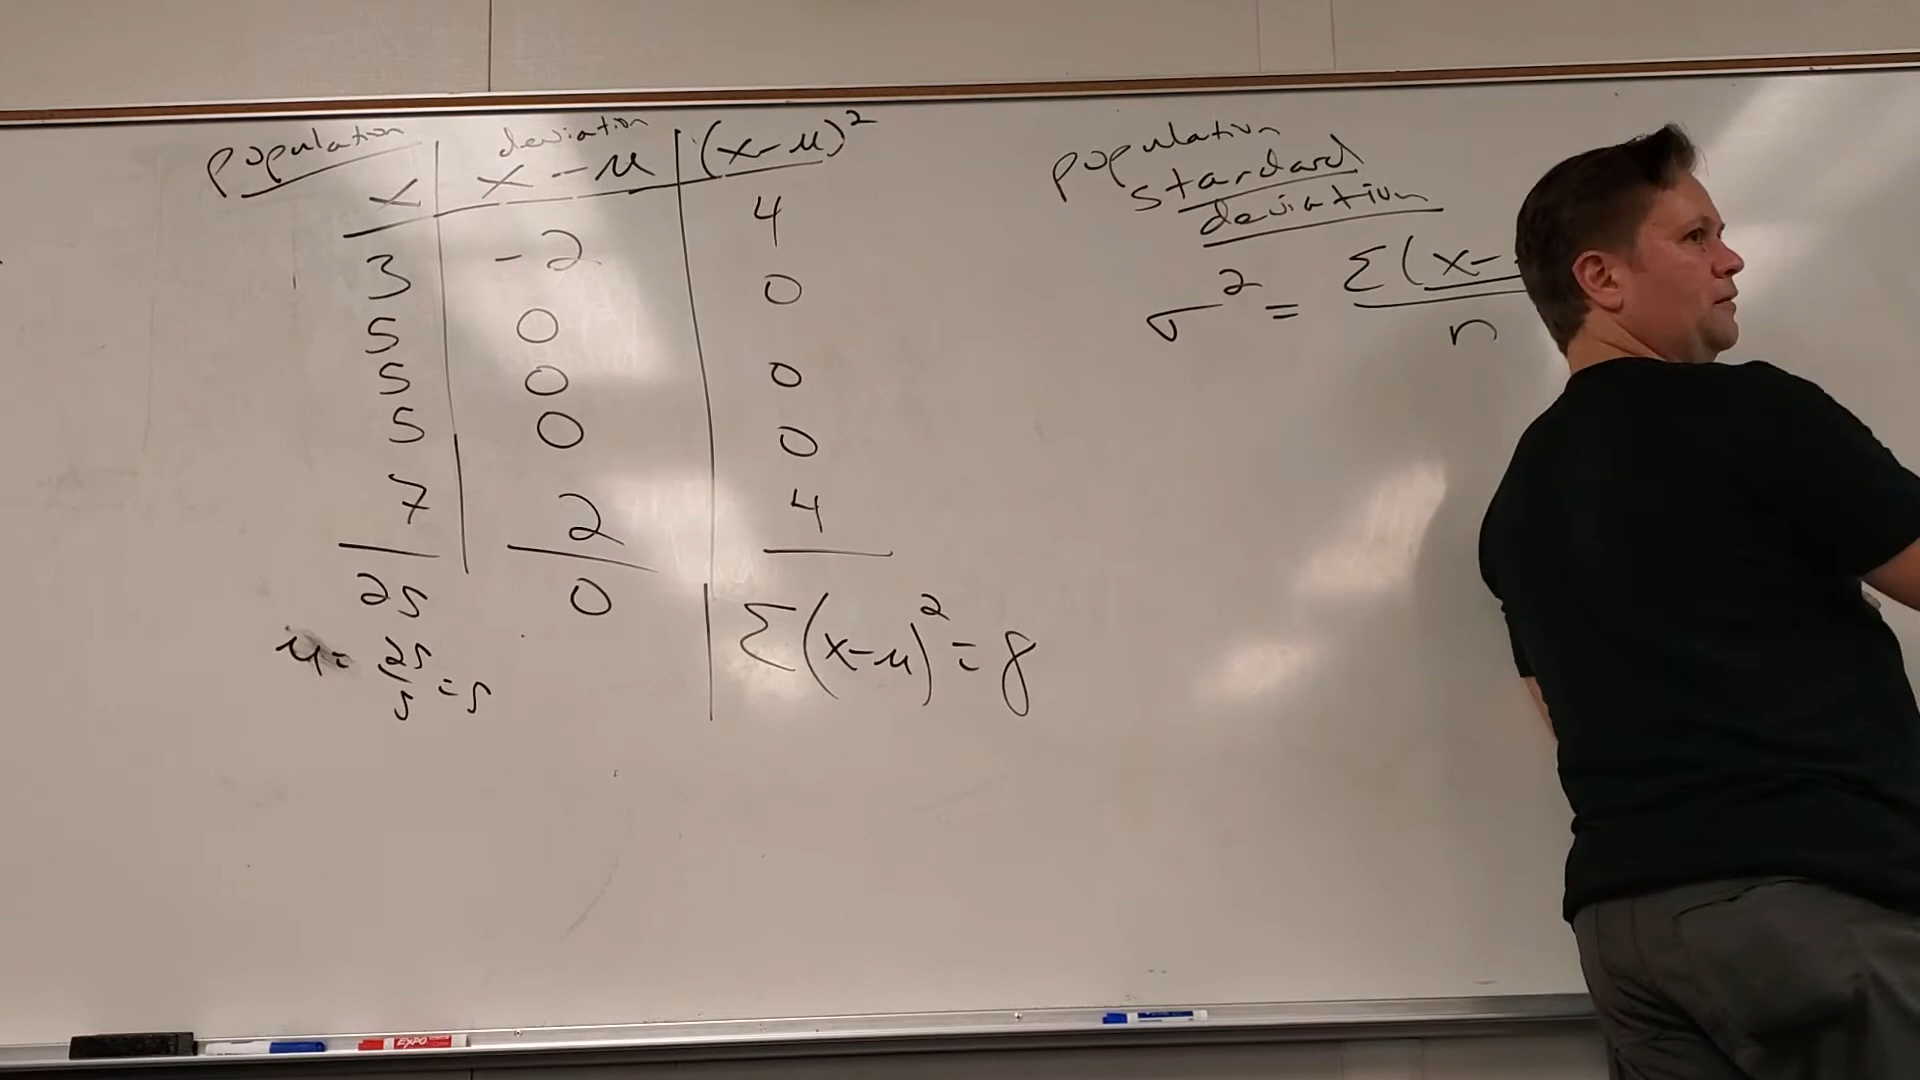 population
x
deviation
x - μ
(x-μ)²
3
-2
4
5
0
0
5
0
0
5
0
0
7
2
4
25
0
Σ(x-μ)² = 8
μ = 25/5 = 5
population
standard
deviation
σ² = Σ(x-
n
EXPO